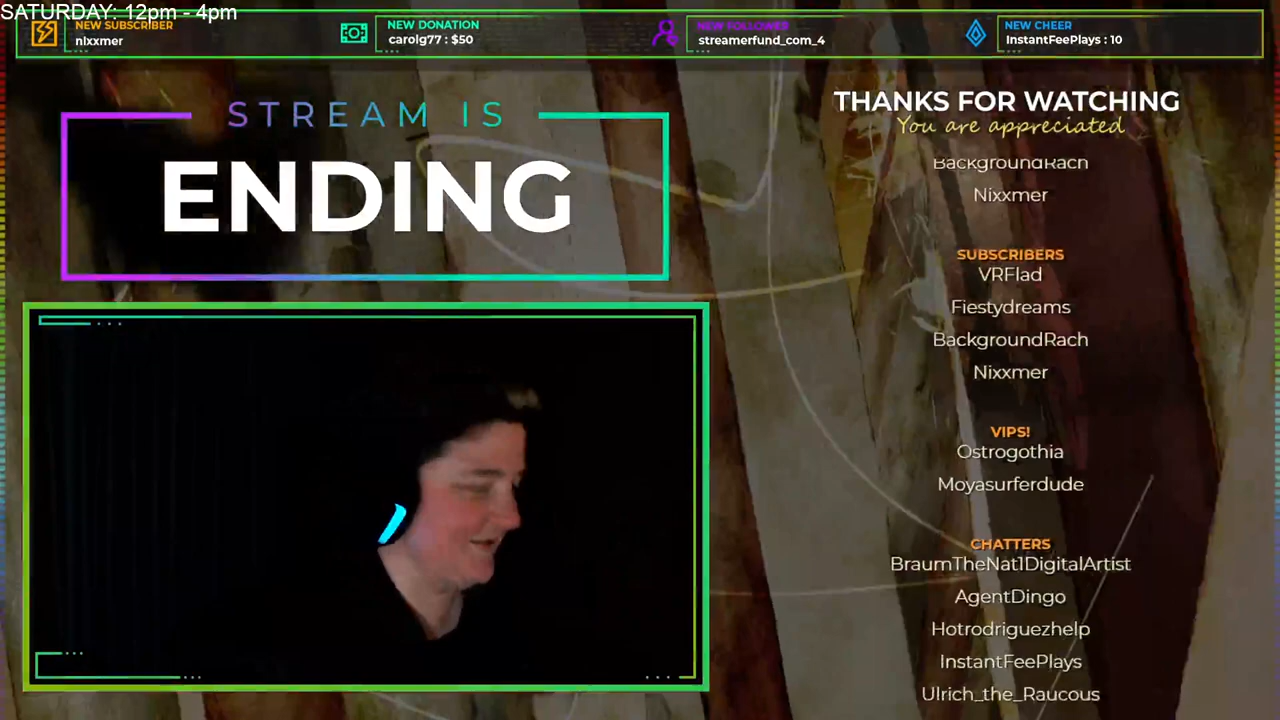 SATURDAY: 12pm - 4pm
NEW SUBSCRIBER
nixxmer
NEW DONATION
carolg77 : $50
NEW FOLLOWER
streamerfund_com_4
NEW CHEER
InstantFeePlays : 10
STREAM IS
ENDING
THANKS FOR WATCHING
You are appreciated
BackgroundRach
Nixxmer
SUBSCRIBERS
VRFlad
Fiestydreams
BackgroundRach
Nixxmer
VIPS!
Ostrogothia
Moyasurferdude
CHATTERS
BraumTheNat1DigitalArtist
AgentDingo
Hotrodriguezhelp
InstantFeePlays
Ulrich_the_Raucous